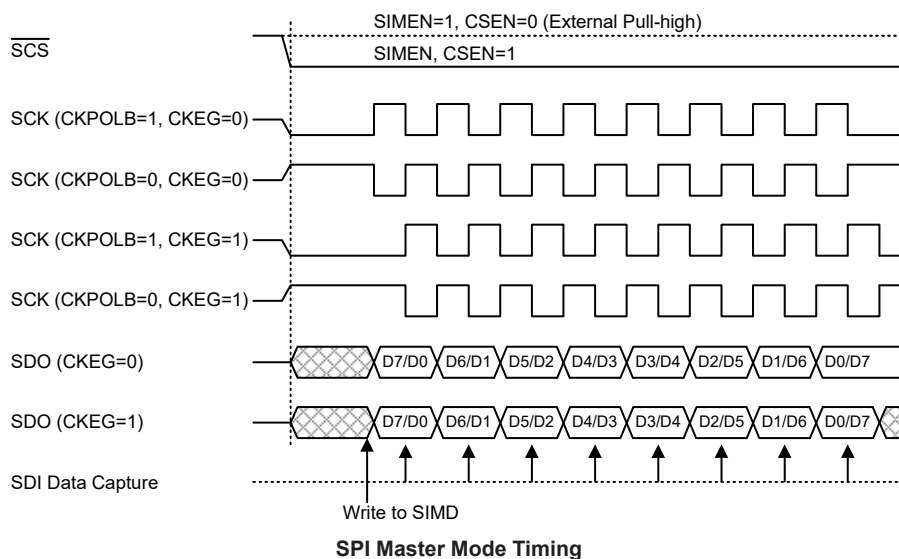 SIMEN=1, CSEN=0 (External Pull-high)
SCS
SIMEN, CSEN=1
SCK (CKPOLB=1, CKEG=0)
SCK (CKPOLB=0, CKEG=0)
SCK (CKPOLB=1, CKEG=1)
SCK (CKPOLB=0, CKEG=1)
SDO (CKEG=0) D7/D0 D6/D1 D5/D2 D4/D3 D3/D4 D2/D5 D1/D6 D0/D7
SDO (CKEG=1) D7/D0 D6/D1 D5/D2 D4/D3 D3/D4 D2/D5 D1/D6 D0/D7
SDI Data Capture
Write to SIMD
SPI Master Mode Timing